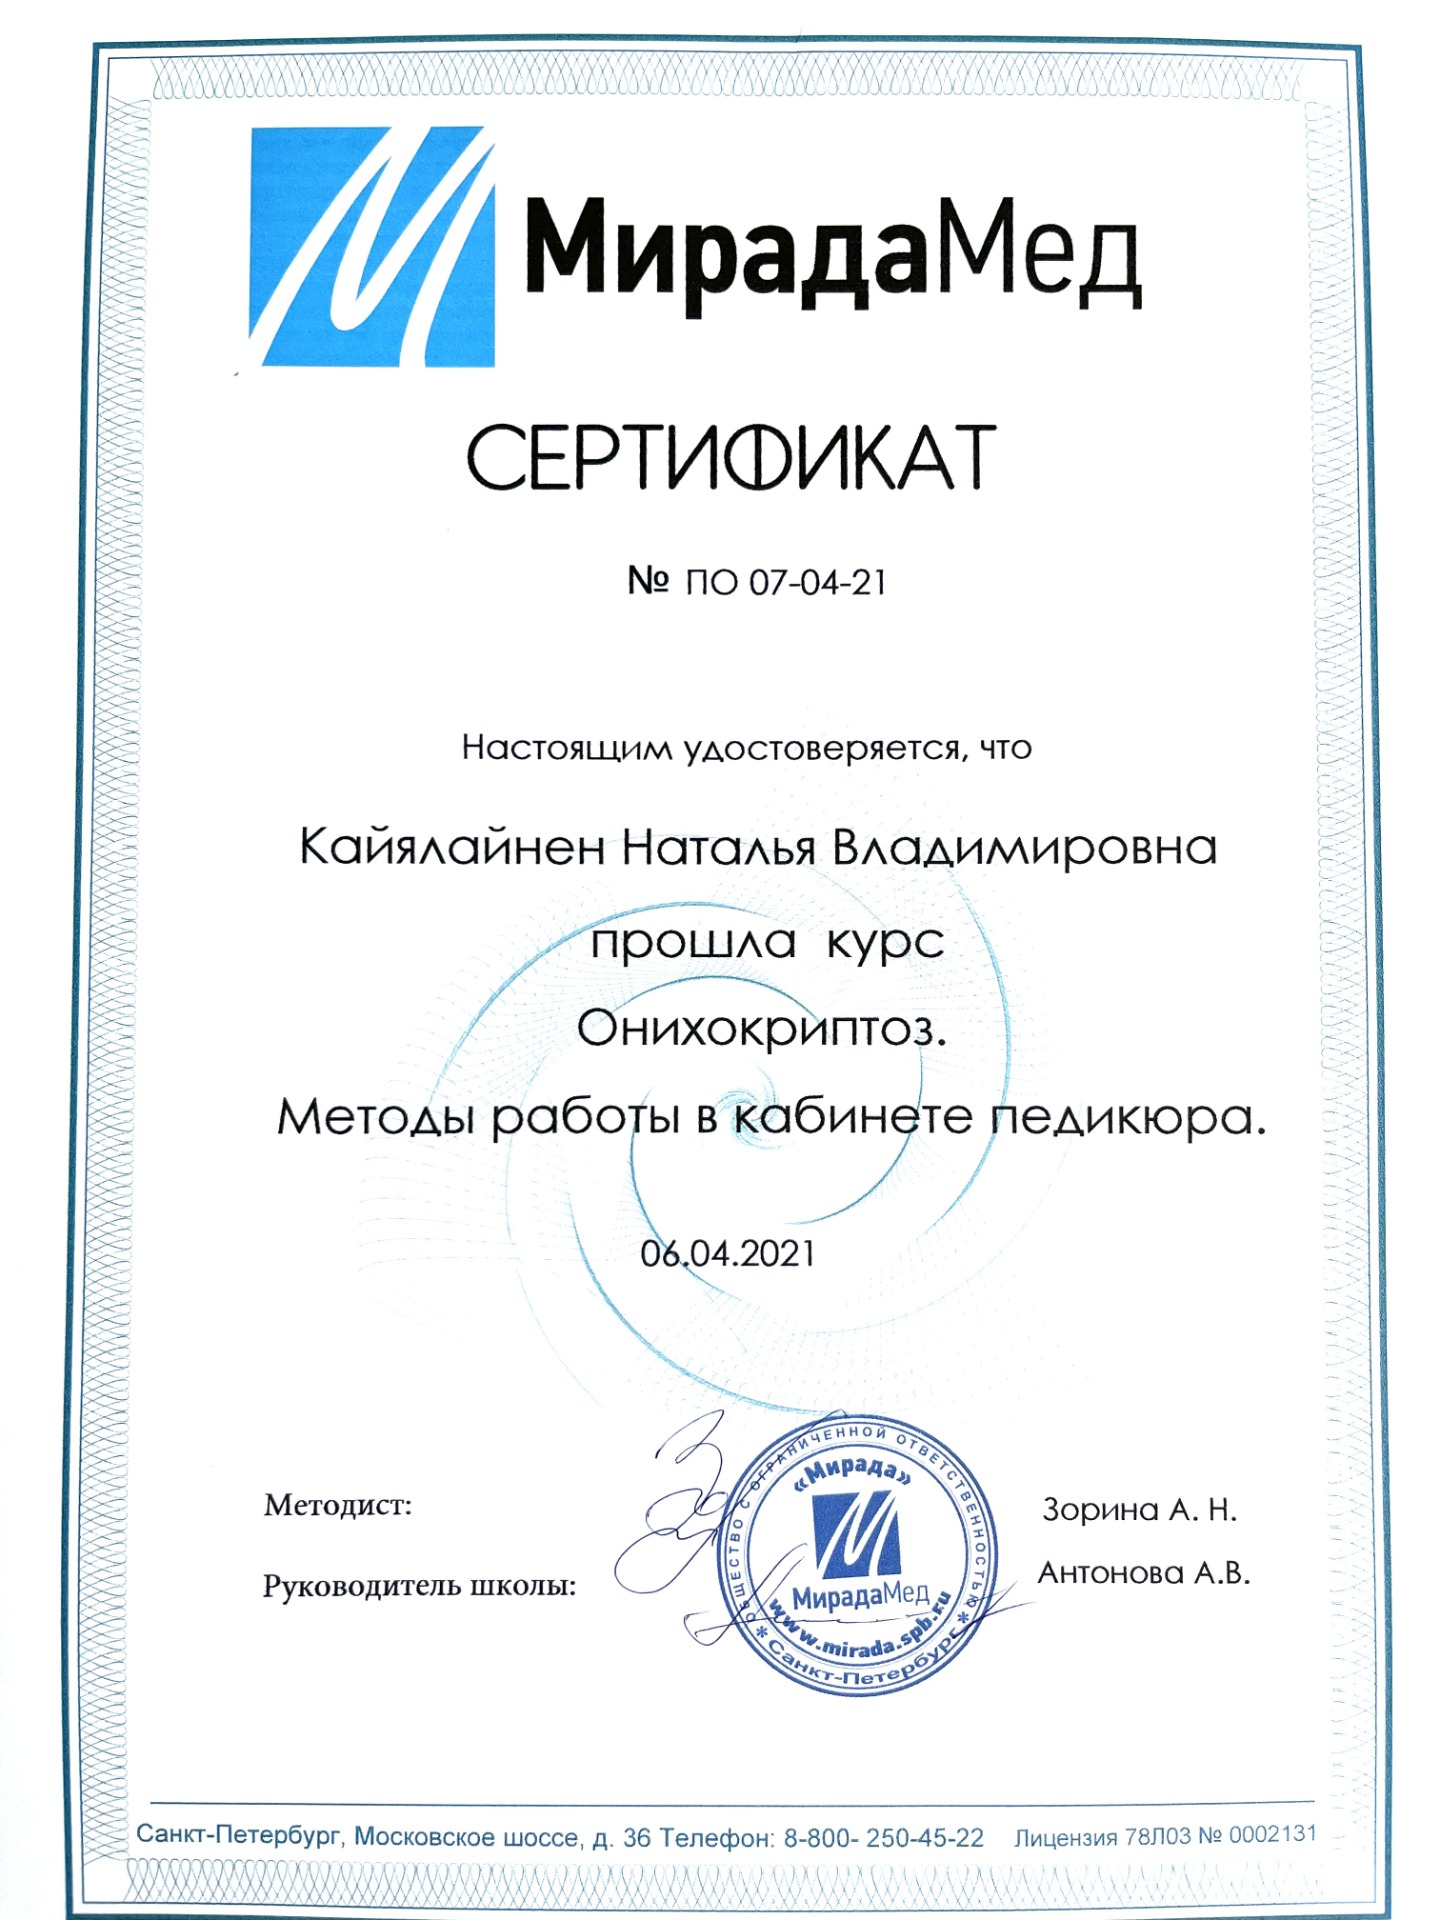 МирадаМед
СЕРТИФИКАТ
№ ПО 07-04-21
Настоящим удостоверяется, что
Кайялайнен Наталья Владимировна
прошла курс
Онихокриптоз.
Методы работы в кабинете педикюра.
06.04.2021
Методист:
Зорина А. Н.
Руководитель школы:
Антонова А.В.
ОБЩЕСТВО С ОГРАНИЧЕННОЙ ОТВЕТСТВЕННОСТЬЮ
«Мирада»
МирадаМед
www.mirada.spb.ru
* Санкт-Петербург *
Санкт-Петербург, Московское шоссе, д. 36 Телефон: 8-800- 250-45-22 Лицензия 78Л03 № 0002131